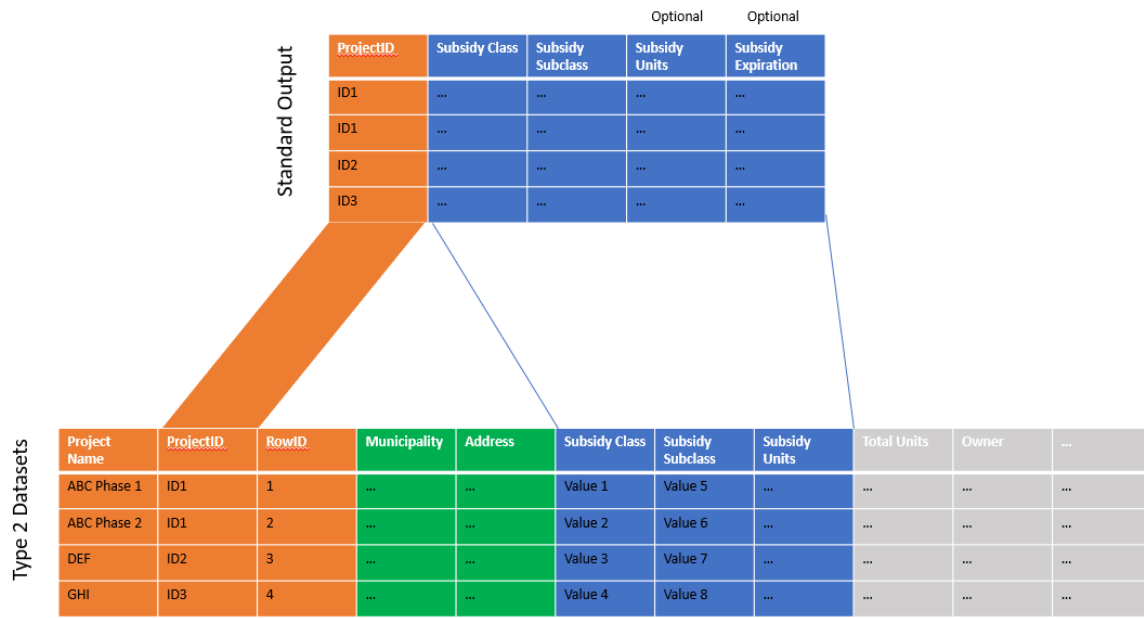 Optional Optional
Standard Output
ProjectID Subsidy Class Subsidy Subsidy Subsidy
Subclass Units Expiration
ID1 ... ... ... ...
ID1 ... ... ... ...
ID2 ... ... ... ...
ID3 ... ... ... ...
Type 2 Datasets
Project ProjectID RowID Municipality Address Subsidy Class Subsidy Subsidy Total Units Owner ...
Name Subclass Units
ABC Phase 1 ID1 1 ... ... Value 1 Value 5 ... ... ... ...
ABC Phase 2 ID1 2 ... ... Value 2 Value 6 ... ... ... ...
DEF ID2 3 ... ... Value 3 Value 7 ... ... ... ...
GHI ID3 4 ... ... Value 4 Value 8 ... ... ... ...